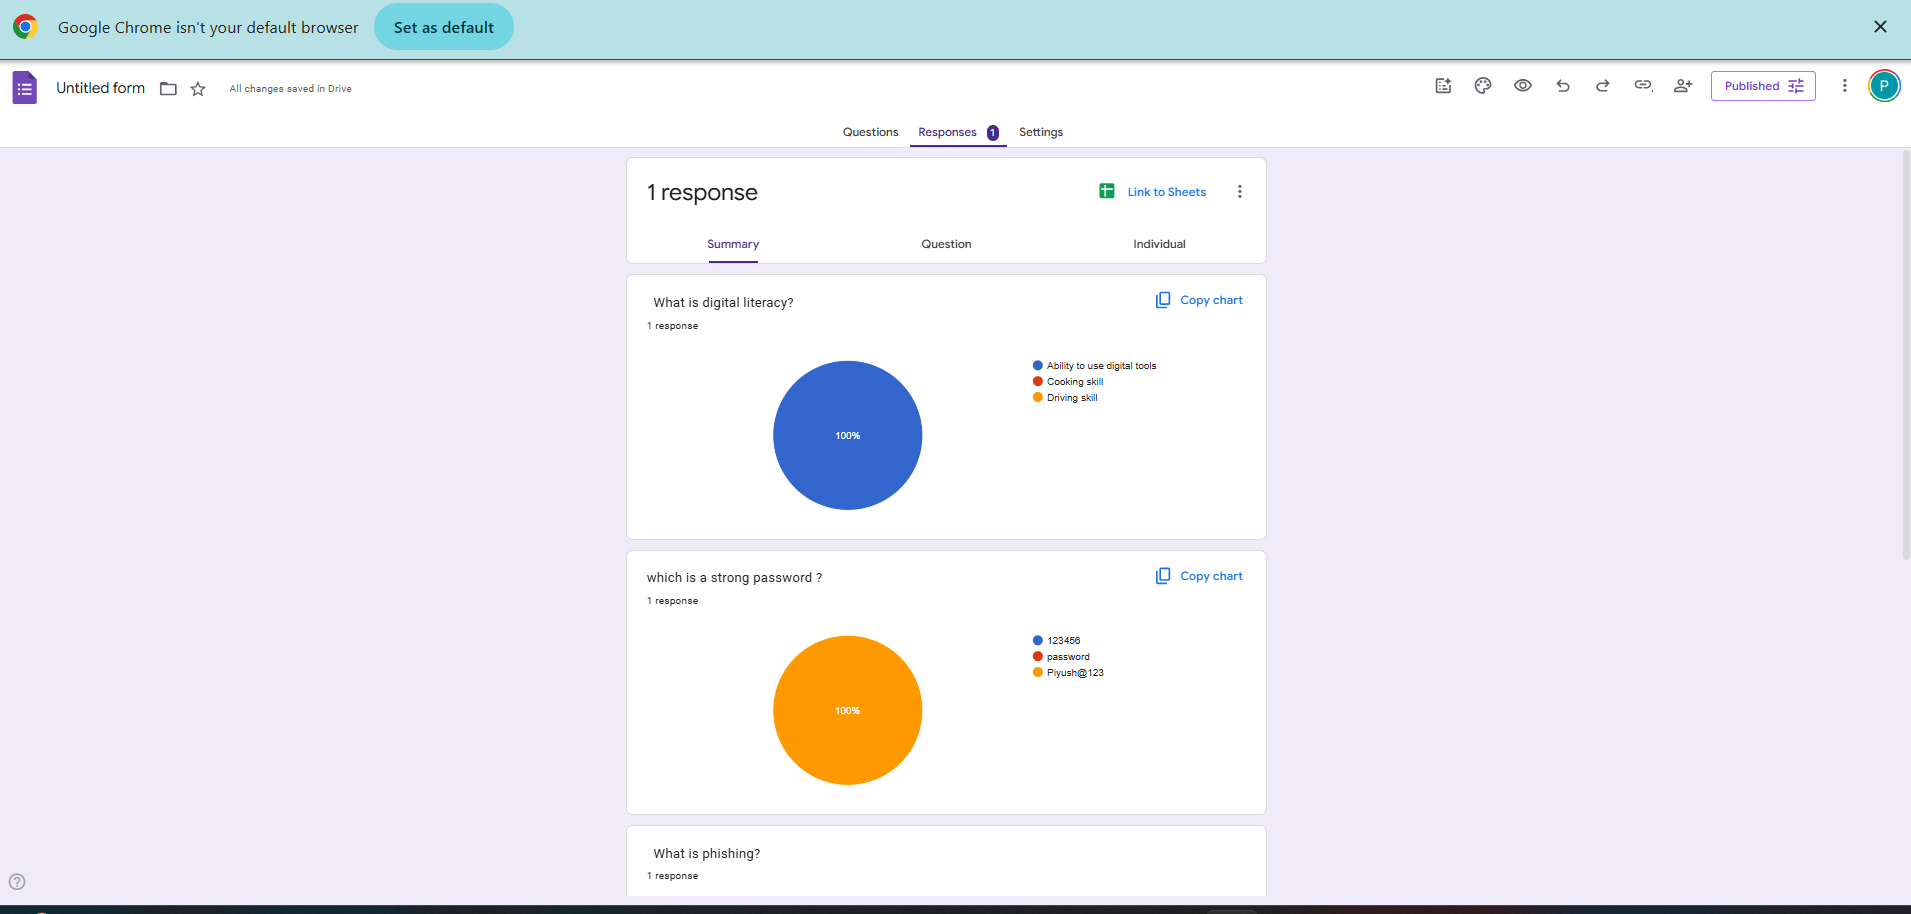 Google Chrome isn't your default browser Set as default
Untitled form All changes saved in Drive Published P
Questions Responses 1 Settings
1 response Link to Sheets
Summary Question Individual
What is digital literacy? Copy chart
1 response
Ability to use digital tools
Cooking skill
Driving skill
100%
which is a strong password ? Copy chart
1 response
123456
password
Piyush@123
100%
What is phishing?
1 response